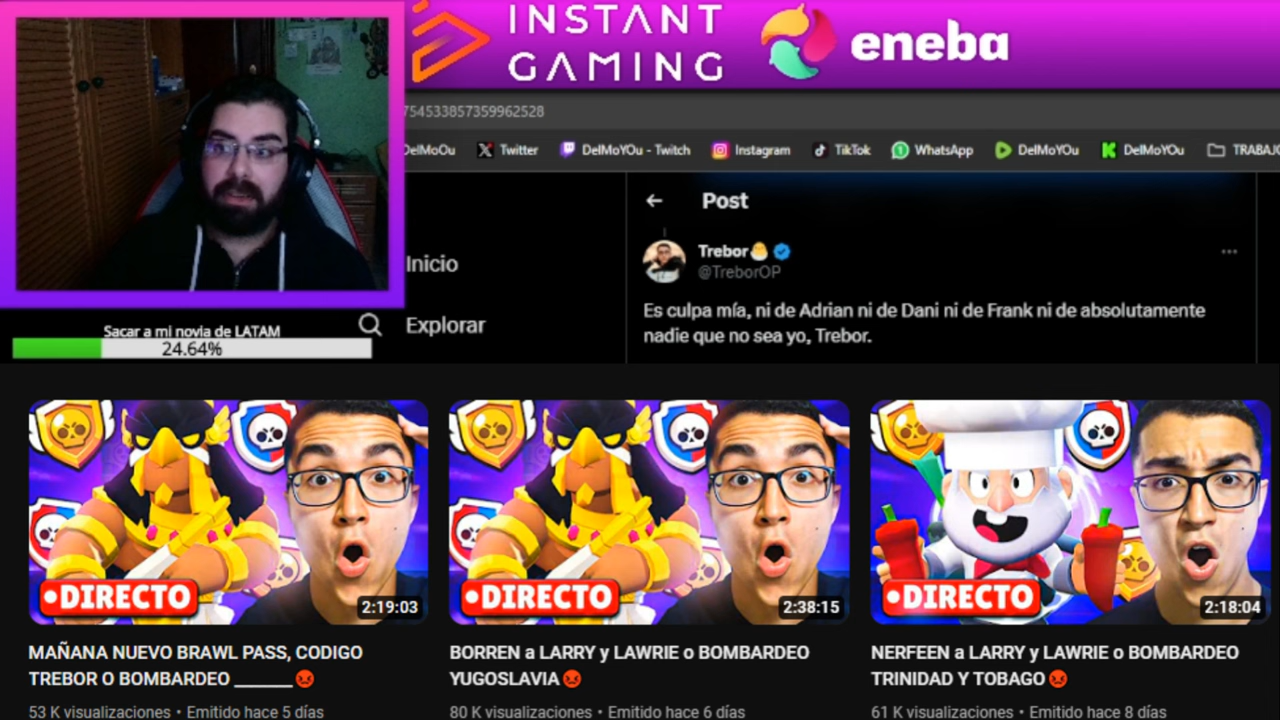 INSTANT
GAMING
eneba
754533857359962528
DelMoOu
Twitter
DelMoYOu - Twitch
Instagram
TikTok
WhatsApp
DelMoYOu
DelMoYOu
TRABAJO
Post
Trebor
@TreborOP
Inicio
Es culpa mía, ni de Adrian ni de Dani ni de Frank ni de absolutamente
nadie que no sea yo, Trebor.
Explorar
Sacar a mi novia de LATAM
24.64%
•DIRECTO
2:19:03
•DIRECTO
2:38:15
•DIRECTO
2:18:04
MAÑANA NUEVO BRAWL PASS, CODIGO
TREBOR O BOMBARDEO ______😡
53 K visualizaciones • Emitido hace 5 días
BORREN a LARRY y LAWRIE o BOMBARDEO
YUGOSLAVIA😡
80 K visualizaciones • Emitido hace 6 días
NERFEEN a LARRY y LAWRIE o BOMBARDEO
TRINIDAD Y TOBAGO😡
61 K visualizaciones • Emitido hace 8 días